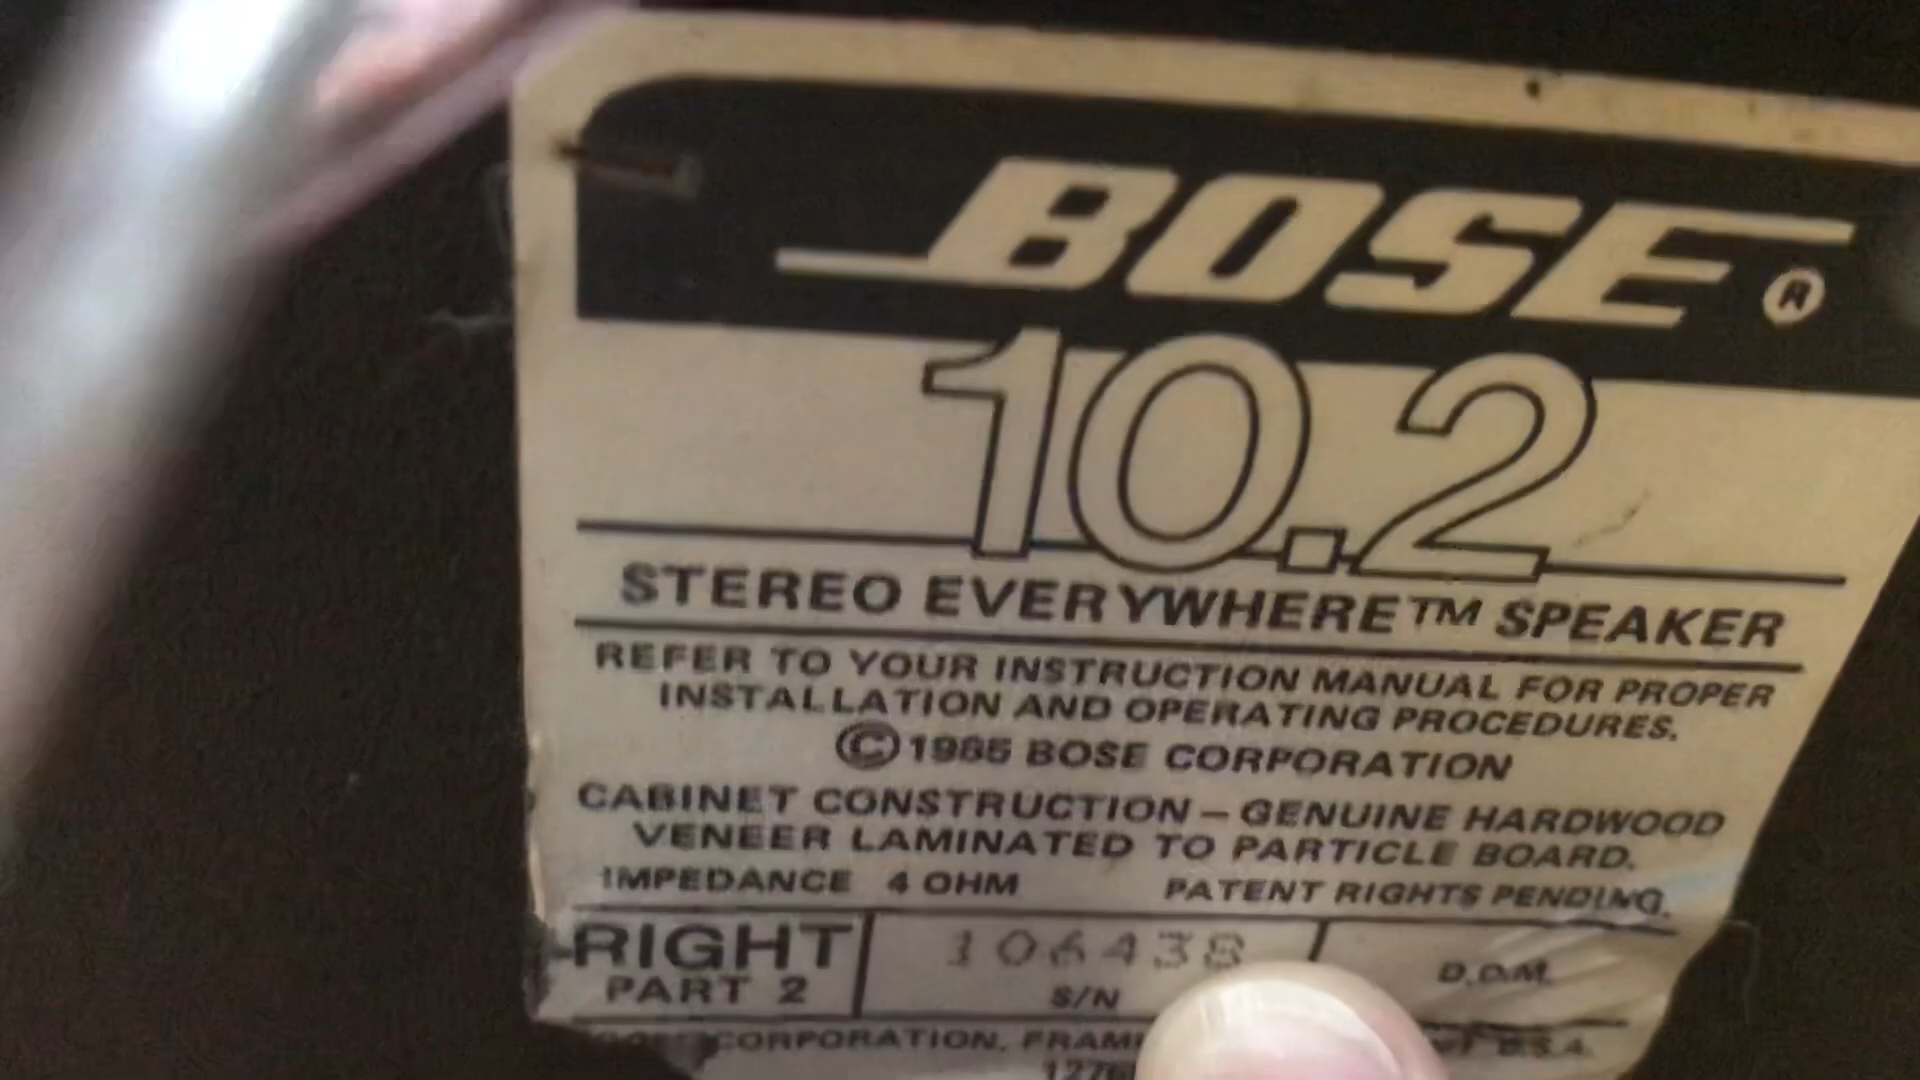 BOSE®
10.2
STEREO EVERYWHERE™ SPEAKER
REFER TO YOUR INSTRUCTION MANUAL FOR PROPER
INSTALLATION AND OPERATING PROCEDURES.
© 1985 BOSE CORPORATION
CABINET CONSTRUCTION – GENUINE HARDWOOD
VENEER LAMINATED TO PARTICLE BOARD.
IMPEDANCE 4 OHM PATENT RIGHTS PENDING.
RIGHT 106438
PART 2 S/N D.O.M.
CORPORATION, U.S.A.